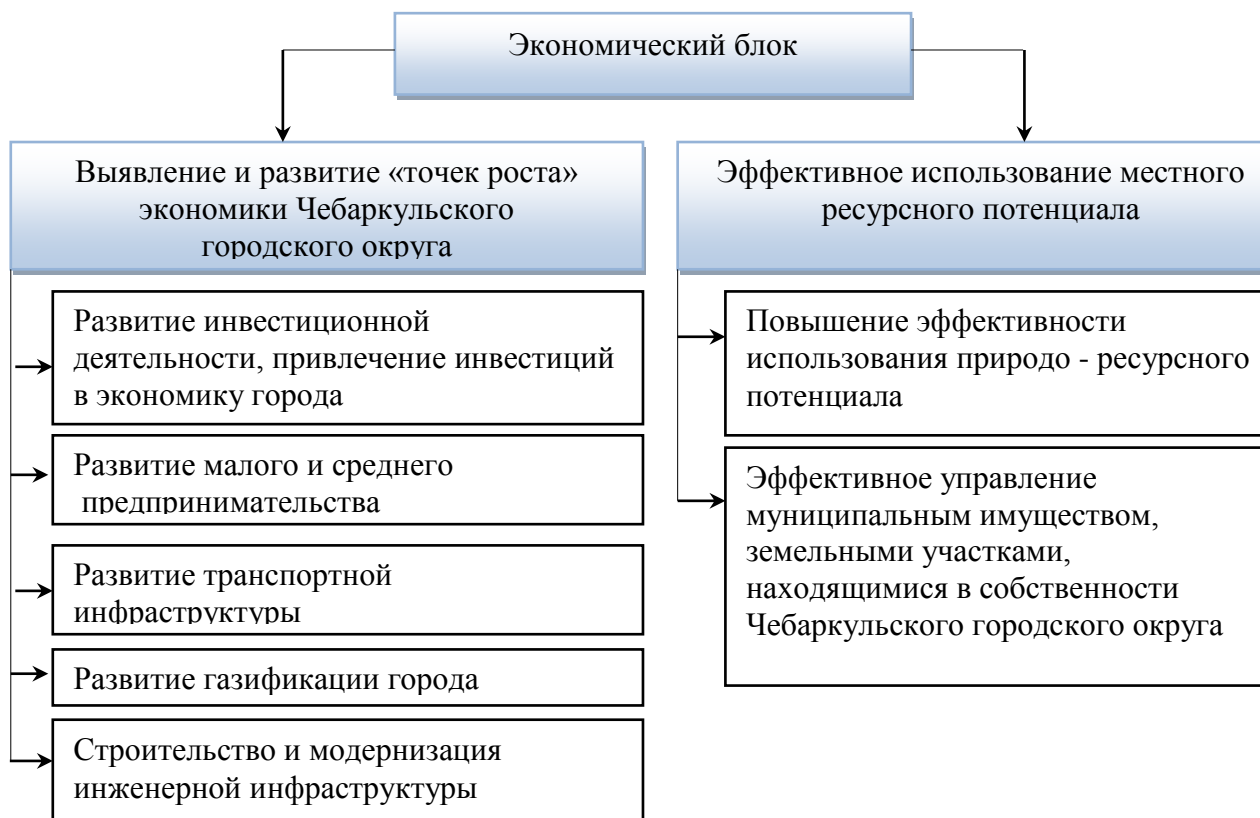 Экономический блок
Выявление и развитие «точек роста»
экономики Чебаркульского
городского округа
Развитие инвестиционной
деятельности, привлечение инвестиций
в экономику города
Развитие малого и среднего
предпринимательства
Развитие транспортной
инфраструктуры
Развитие газификации города
Строительство и модернизация
инженерной инфраструктуры
Эффективное использование местного
ресурсного потенциала
Повышение эффективности
использования природо - ресурсного
потенциала
Эффективное управление
муниципальным имуществом,
земельными участками,
находящимися в собственности
Чебаркульского городского округа